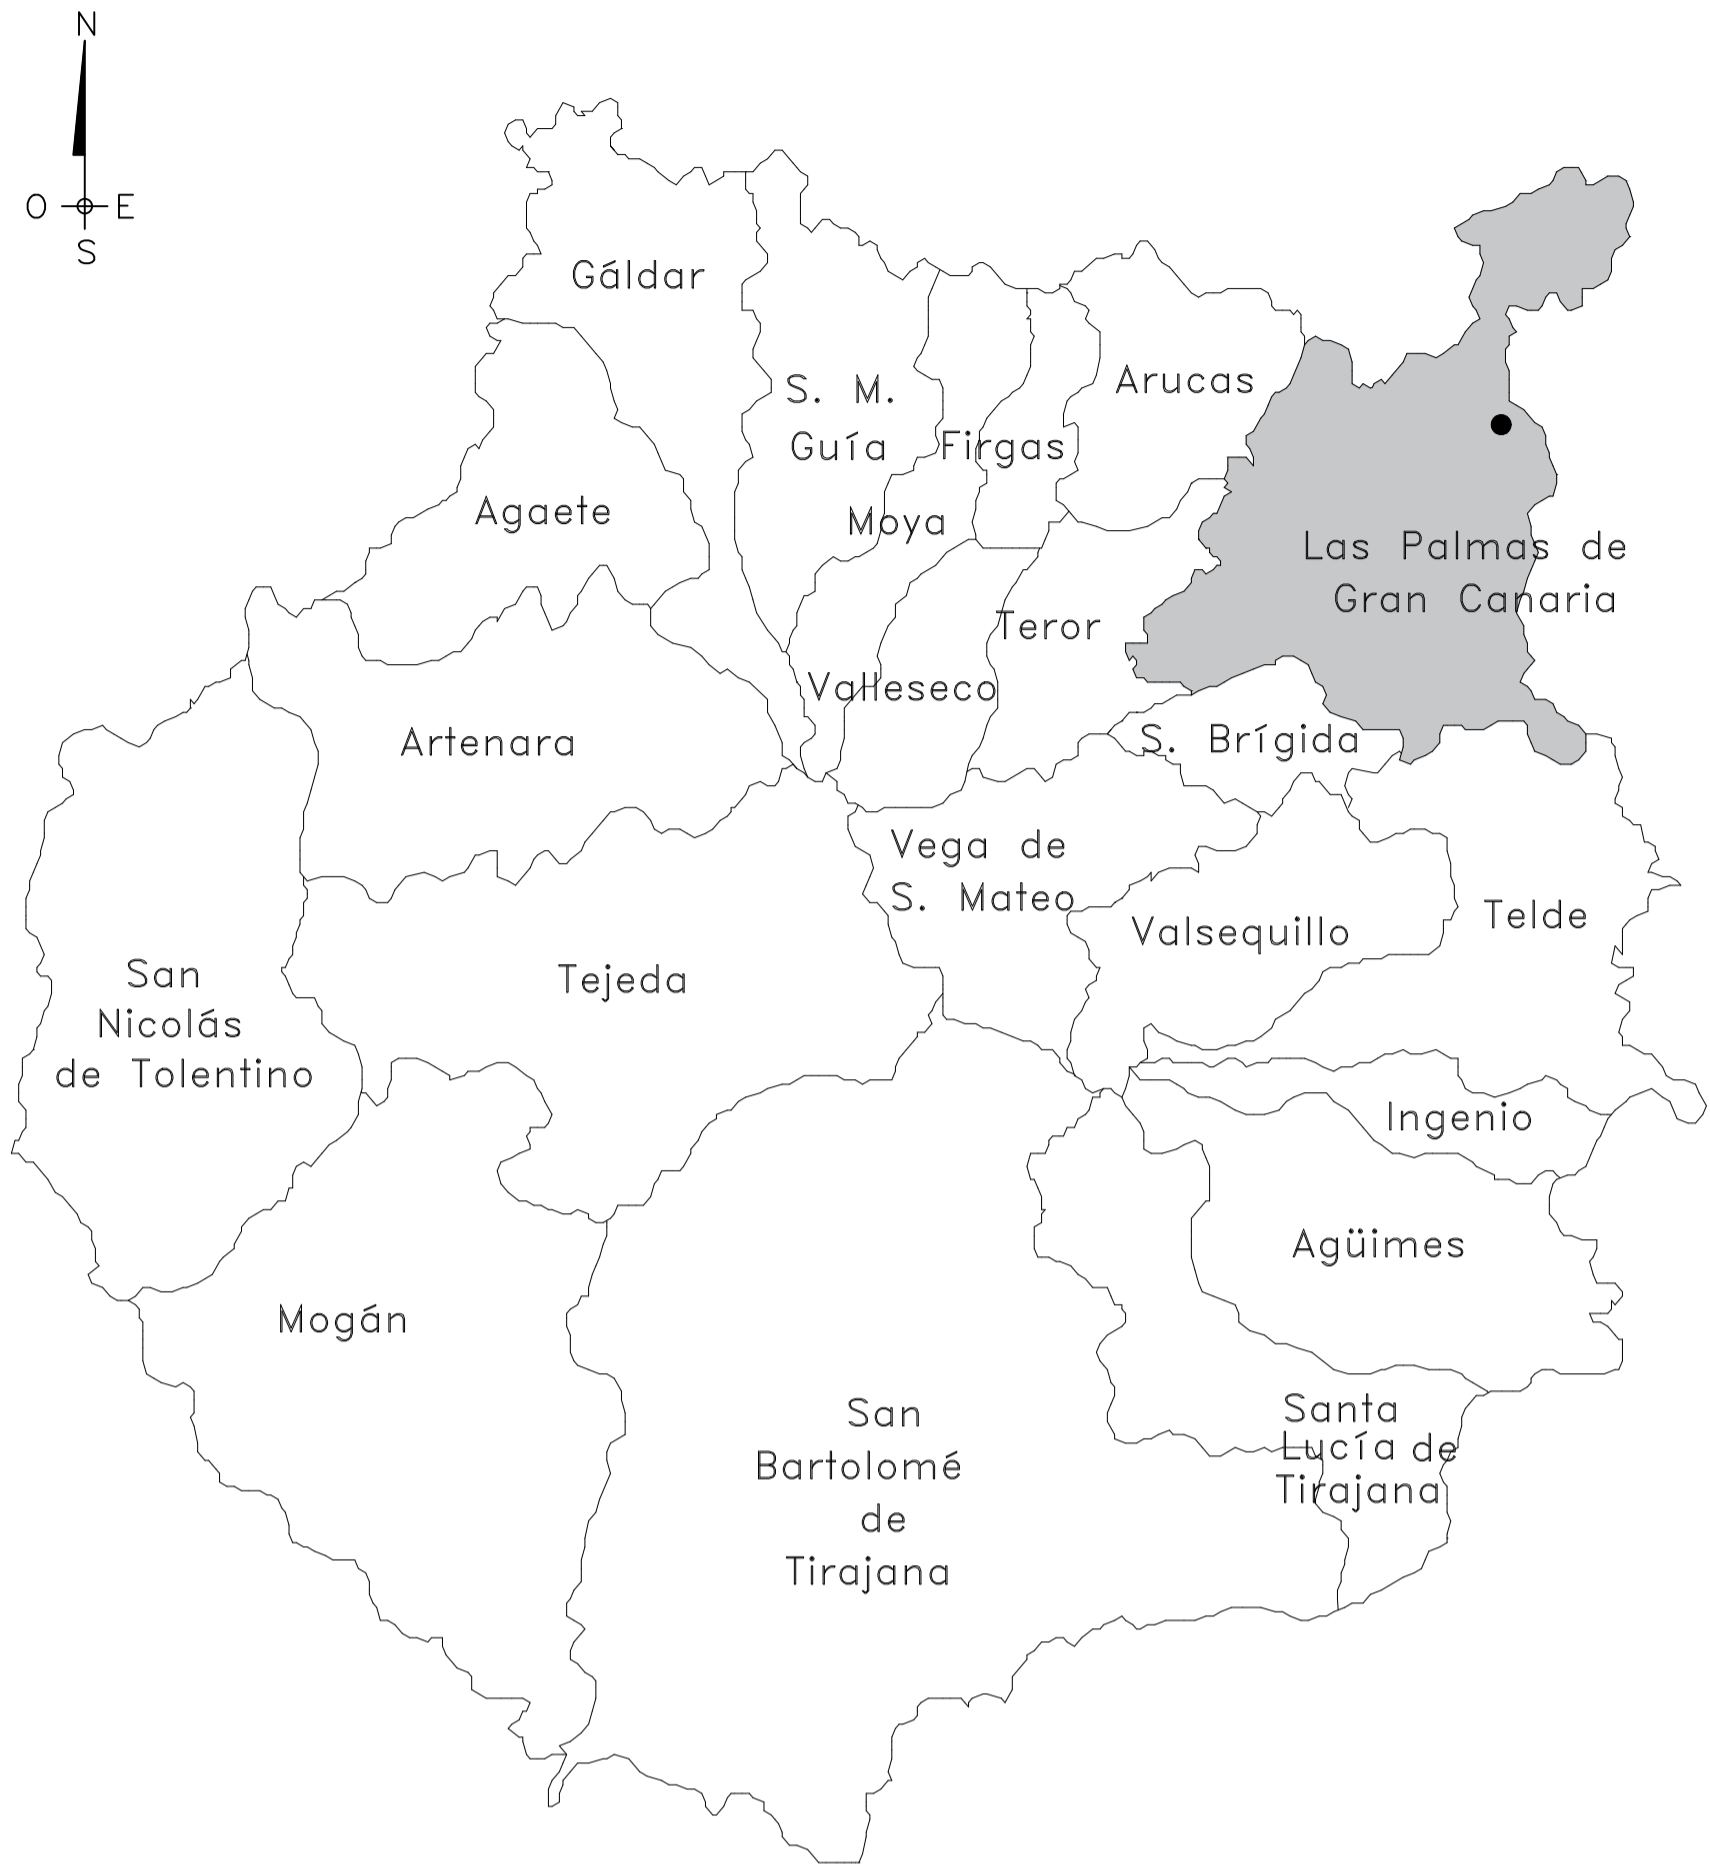 N
O E
S
Gáldar
S. M.
Guía
Arucas
Firgas
Agaete
Moya
Las Palmas de
Gran Canaria
Teror
Valleseco
Artenara
S. Brígida
Vega de
S. Mateo
Valsequillo
Telde
San
Nicolás
de Tolentino
Tejeda
Ingenio
Agüimes
Mogán
San
Bartolomé
de
Tirajana
Santa
Lucía de
Tirajana